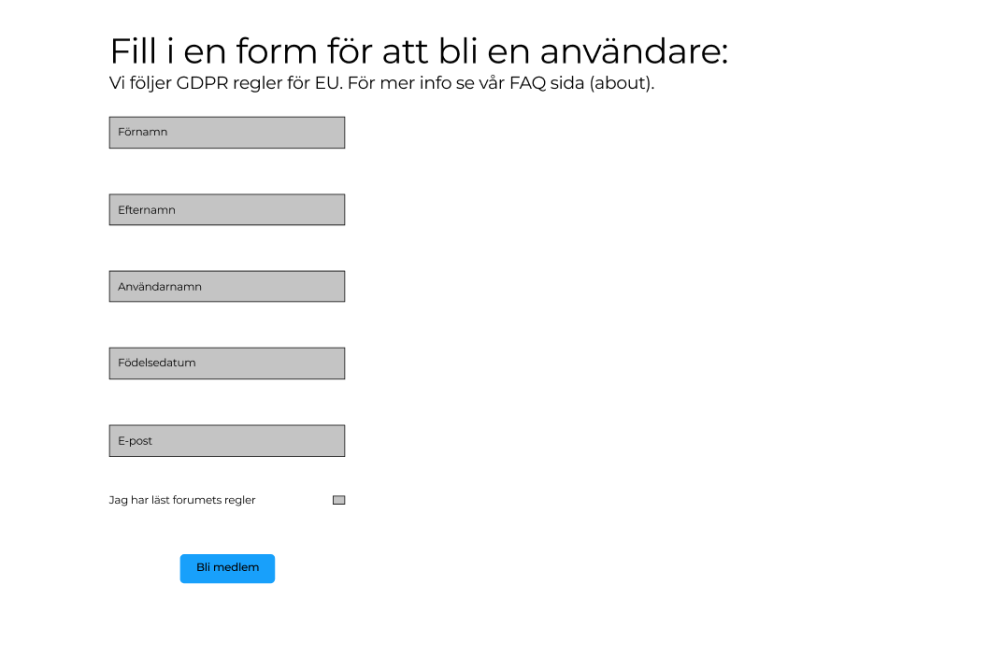 Fill i en form för att bli en användare:
Vi följer GDPR regler för EU. För mer info se vår FAQ sida (about).
Förnamn
Efternamn
Användarnamn
Födelsedatum
E-post
Jag har läst forumets regler
Bli medlem